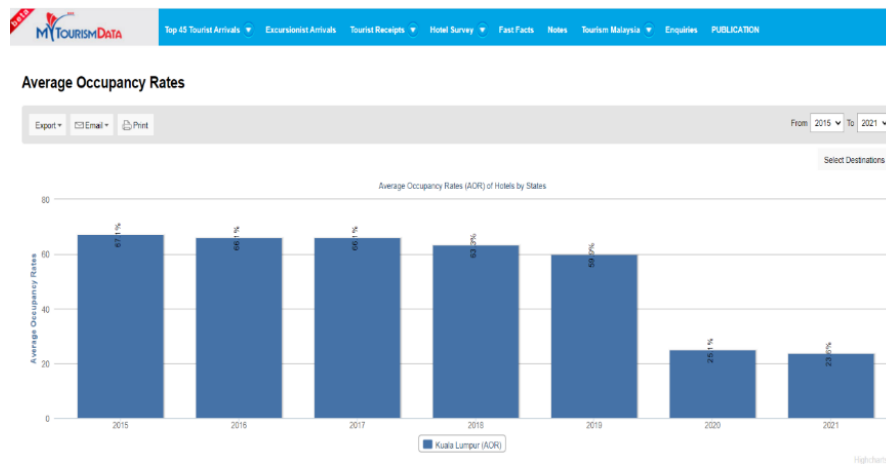 beta
MYTOURISMDATA
Top 45 Tourist Arrivals Excursionist Arrivals Tourist Receipts Hotel Survey Fast Facts Notes Tourism Malaysia Enquiries PUBLICATION
Average Occupancy Rates
Export Email Print From 2015 To 2021
Select Destinations
Average Occupancy Rates (AOR) of Hotels by States
Average Occupancy Rates
80
60
40
20
0
67.1%
66.1%
66.1%
63.3%
25.1%
23.6%
2015 2016 2017 2018 2019 2020 2021
Kuala Lumpur (AOR)